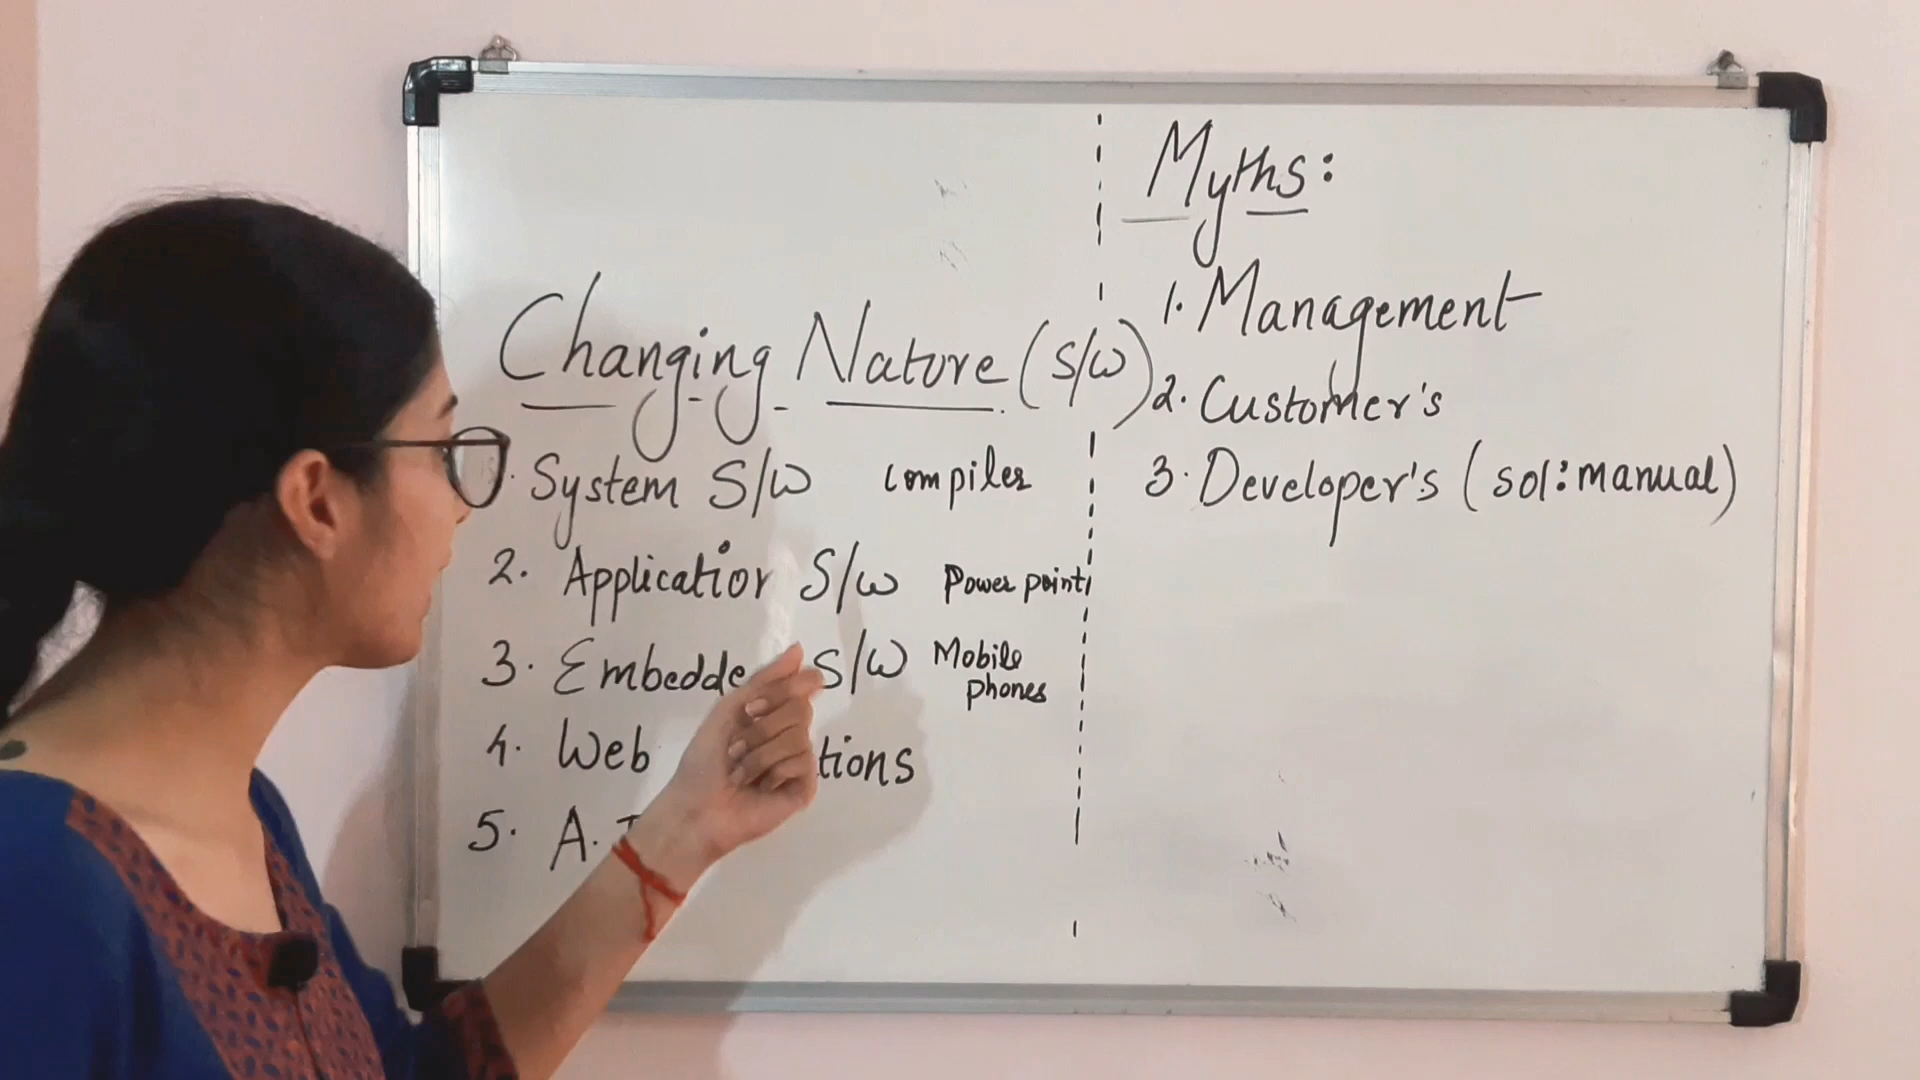 Changing Nature (S/W)
System S/W compiler
2. Application S/W Power point
3. Embedde S/W Mobile
phones
4. Web tions
5. A.
Myths:
1. Management
2. Customer's
3. Developer's (sol: manual)